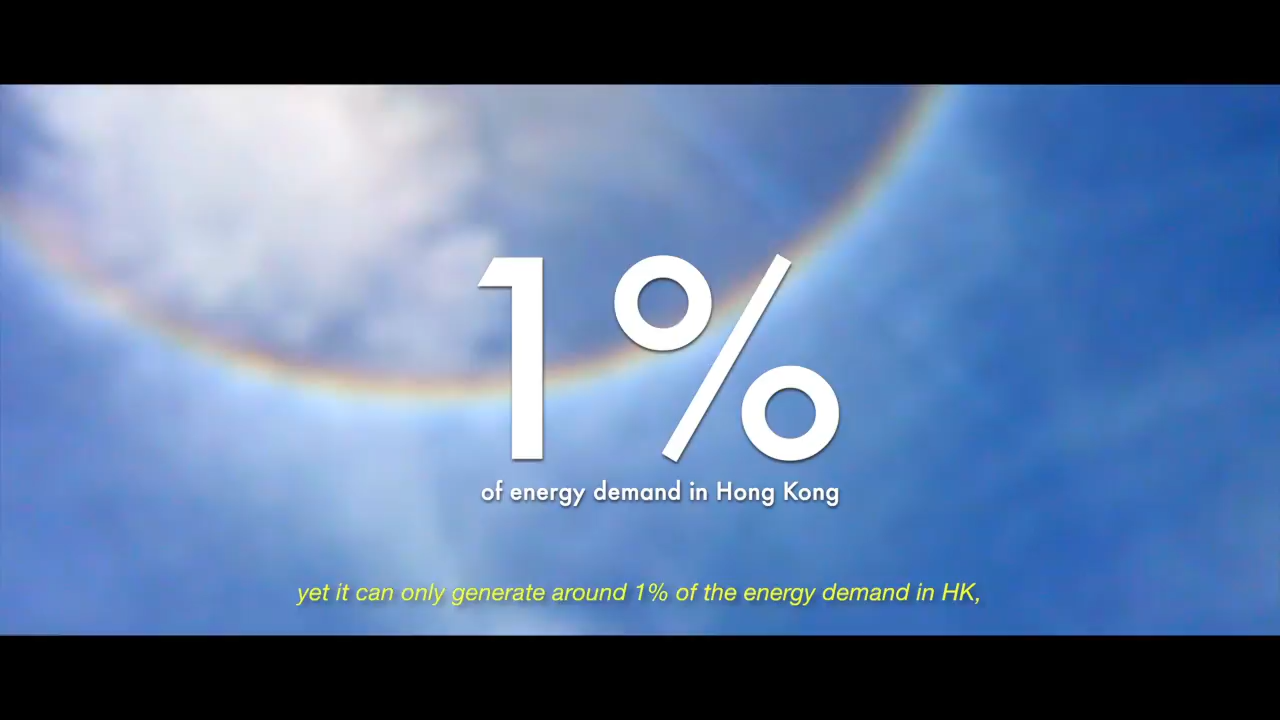 1%
of energy demand in Hong Kong
yet it can only generate around 1% of the energy demand in HK,